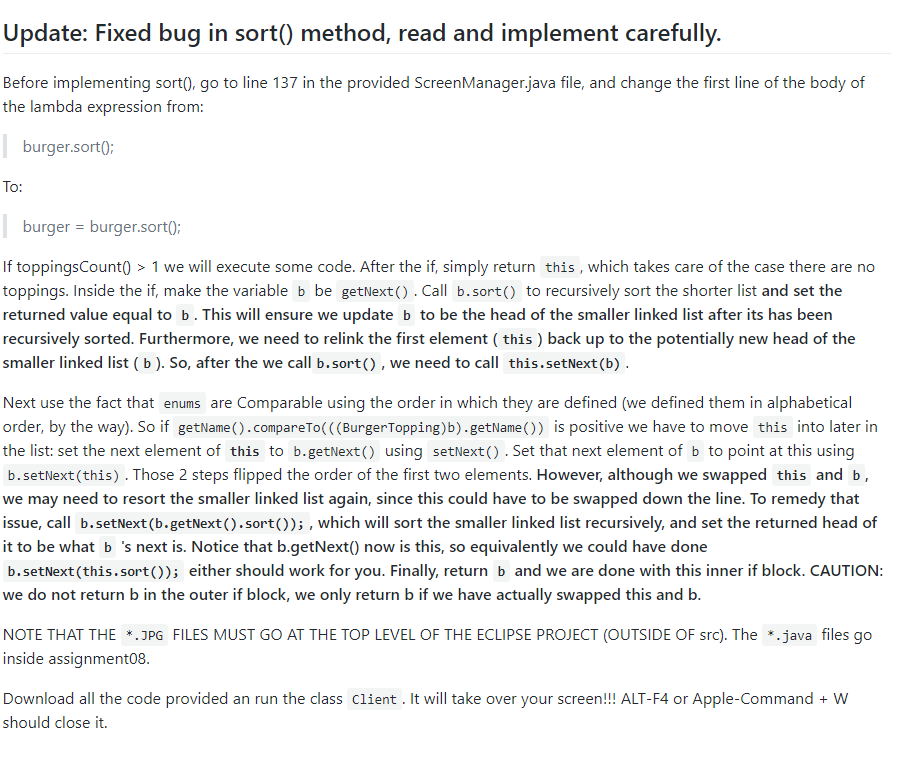 Update: Fixed bug in sort() method, read and implement carefully.
Before implementing sort(), go to line 137 in the provided ScreenManager.java file, and change the first line of the body of
the lambda expression from:
burger.sort();
To:
burger = burger.sort();
If toppingsCount() > 1 we will execute some code. After the if, simply return this, which takes care of the case there are no
toppings. Inside the if, make the variable b be getNext(). Call b.sort() to recursively sort the shorter list and set the
returned value equal to b. This will ensure we update b to be the head of the smaller linked list after its has been
recursively sorted. Furthermore, we need to relink the first element (this) back up to the potentially new head of the
smaller linked list (b). So, after the we call b.sort(), we need to call this.setNext(b).
Next use the fact that enums are Comparable using the order in which they are defined (we defined them in alphabetical
order, by the way). So if getName().compareTo(((BurgerTopping)b).getName()) is positive we have to move this into later in
the list: set the next element of this to b.getNext() using setNext(). Set that next element of b to point at this using
b.setNext(this). Those 2 steps flipped the order of the first two elements. However, although we swapped this and b,
we may need to resort the smaller linked list again, since this could have to be swapped down the line. To remedy that
issue, call b.setNext(b.getNext().sort());, which will sort the smaller linked list recursively, and set the returned head of
it to be what b 's next is. Notice that b.getNext() now is this, so equivalently we could have done
b.setNext(this.sort()); either should work for you. Finally, return b and we are done with this inner if block. CAUTION:
we do not return b in the outer if block, we only return b if we have actually swapped this and b.
NOTE THAT THE *.JPG FILES MUST GO AT THE TOP LEVEL OF THE ECLIPSE PROJECT (OUTSIDE OF src). The *.java files go
inside assignment08.
Download all the code provided an run the class Client. It will take over your screen!!! ALT-F4 or Apple-Command + W
should close it.